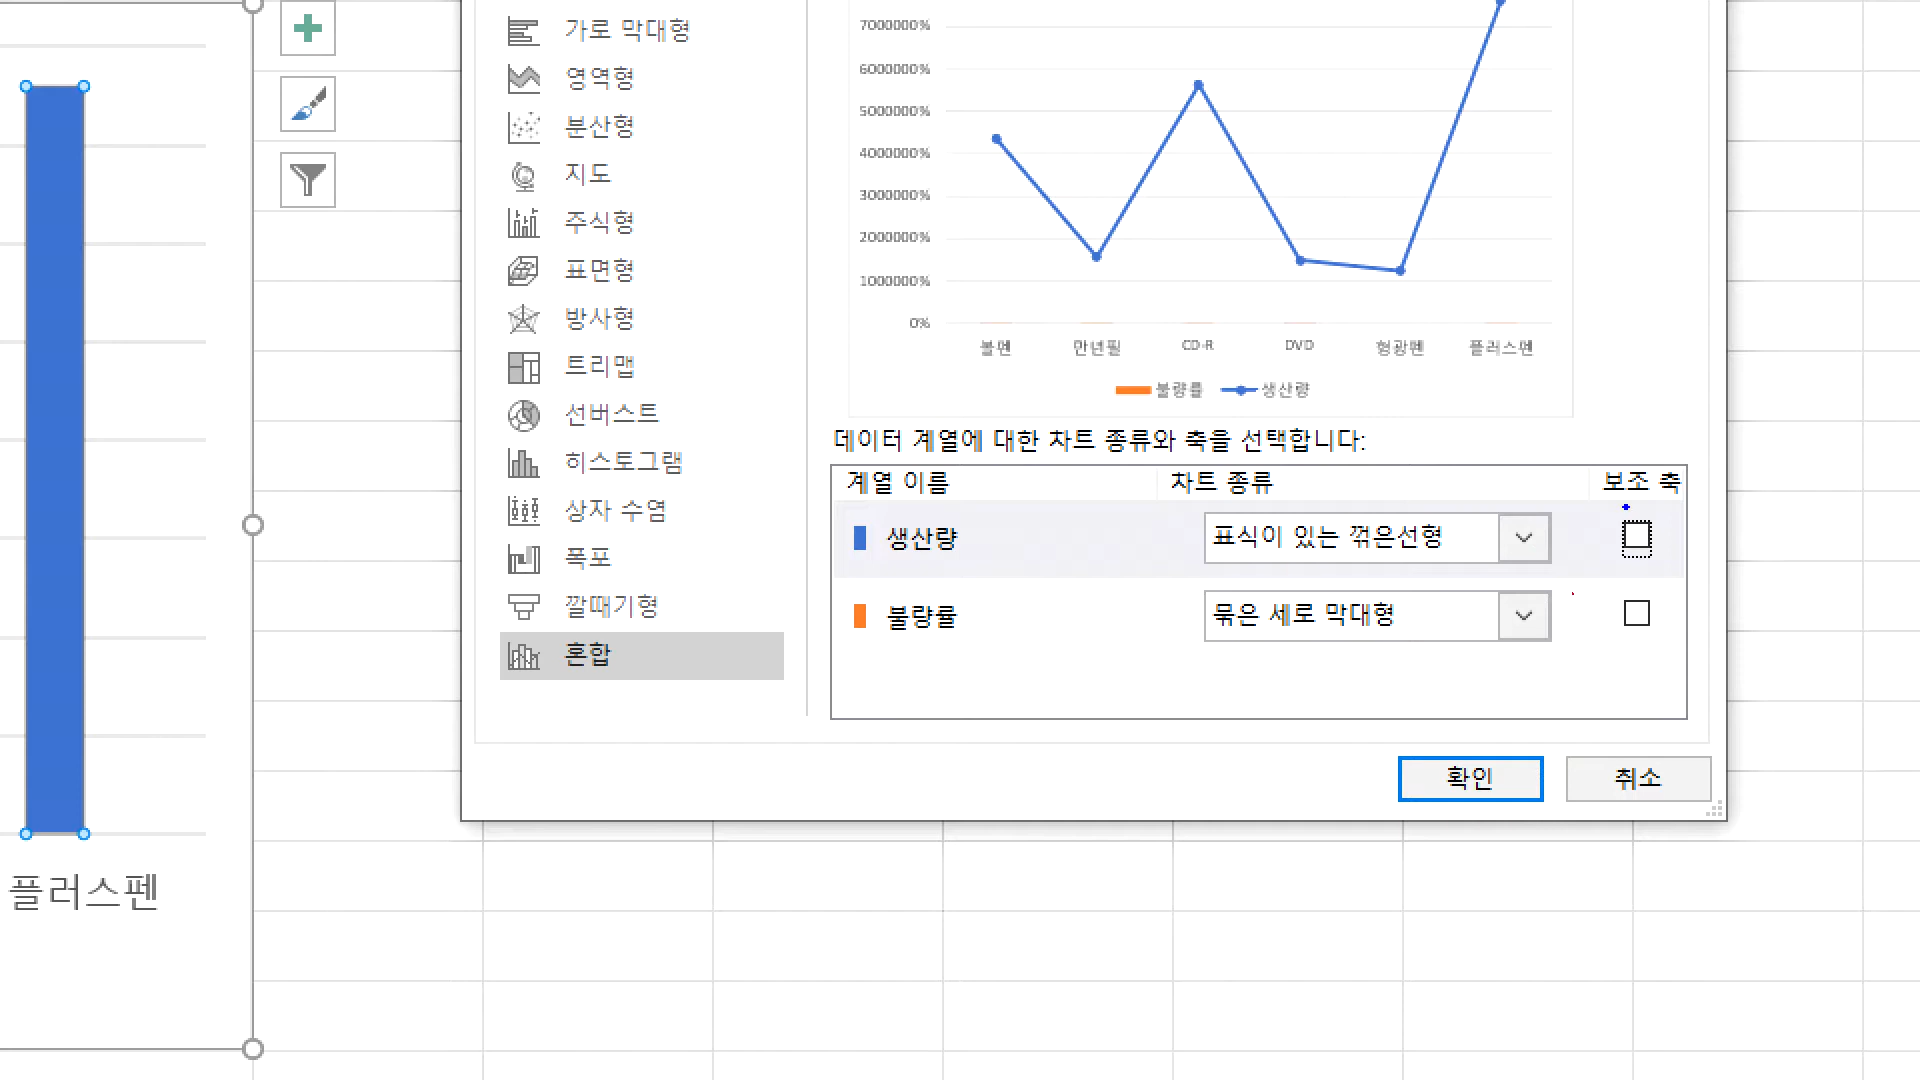 가로 막대형
영역형
분산형
지도
주식형
표면형
방사형
트리맵
선버스트
히스토그램
상자 수염
폭포
깔때기형
혼합
7000000%
6000000%
5000000%
4000000%
3000000%
2000000%
1000000%
0%
볼펜 만년필 CD-R DVD 형광펜 플러스펜
불량률 생산량
데이터 계열에 대한 차트 종류와 축을 선택합니다:
계열 이름 차트 종류 보조 축
생산량 표식이 있는 꺾은선형
불량률 묶은 세로 막대형
확인 취소
플러스펜